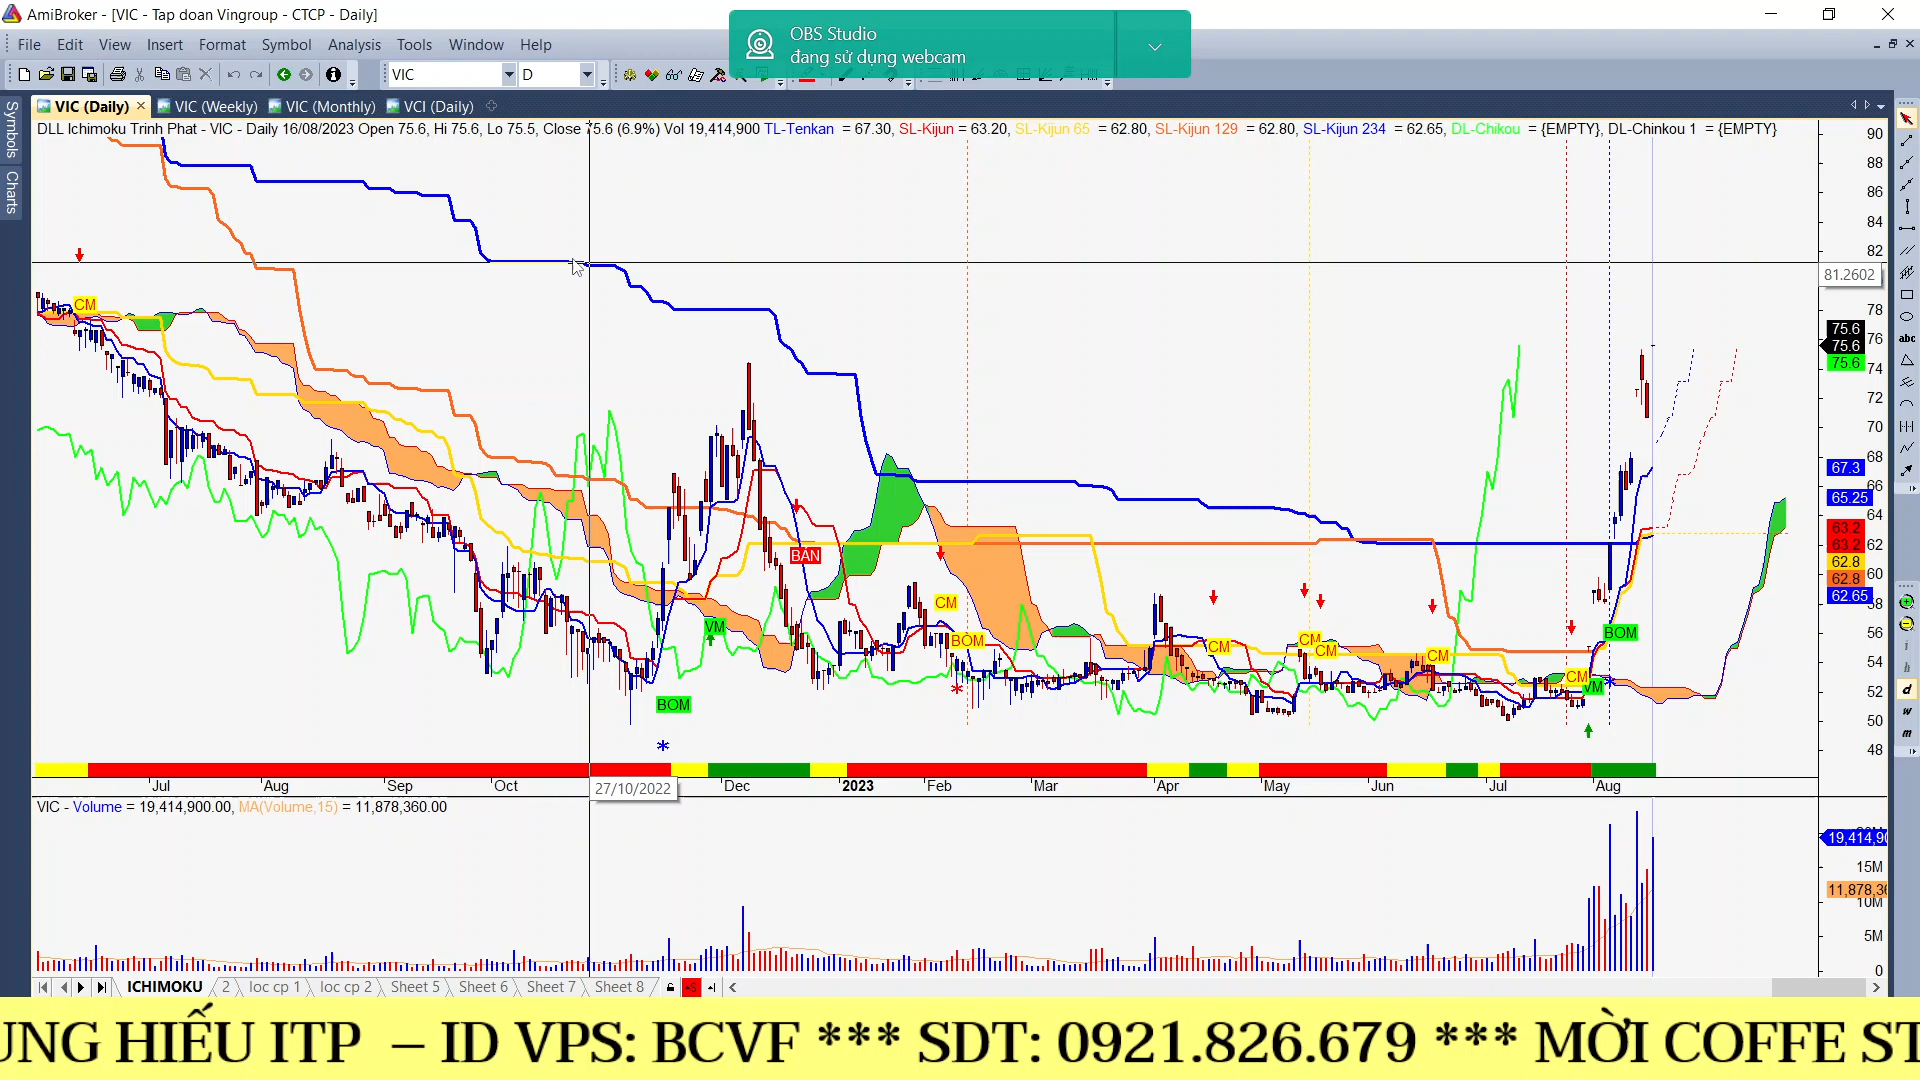 AmiBroker - [VIC - Tap doan Vingroup - CTCP - Daily]
OBS Studio
đang sử dụng webcam
File Edit View Insert Format Symbol Analysis Tools Window Help
VIC D
VIC (Daily) VIC (Weekly) VIC (Monthly) VCI (Daily)
Symbols
Charts
DLL Ichimoku Trinh Phat - VIC - Daily 16/08/2023 Open 75.6, Hi 75.6, Lo 75.5, Close 75.6 (6.9%) Vol 19,414,900 TL-Tenkan = 67.30, SL-Kijun = 63.20, SL-Kijun 65 = 62.80, SL-Kijun 129 = 62.80, SL-Kijun 234 = 62.65, DL-Chikou = {EMPTY}, DL-Chinkou 1 = {EMPTY}
90
88
86
84
82
81.2602
78
75.6
76
75.6
75.6
74
72
70
68
67.3
66
65.25
64
63.2
63.2
62
62.8
60
62.8
62.65
58
56
54
52
50
48
CM
BÁN
VM
BOM
CM
BOM
CM
CM
CM
CM
CM
VM
BOM
abc
i
h
d
w
m
Jul Aug Sep Oct 27/10/2022 Dec 2023 Feb Mar Apr May Jun Jul Aug
VIC - Volume = 19,414,900.00, MA(Volume,15) = 11,878,360.00
19,414,90
15M
11,878,36
10M
5M
0
ICHIMOKU 2 loc cp 1 loc cp 2 Sheet 5 Sheet 6 Sheet 7 Sheet 8
UNG HIẾU ITP – ID VPS: BCVF *** SDT: 0921.826.679 *** MỜI COFFE ST